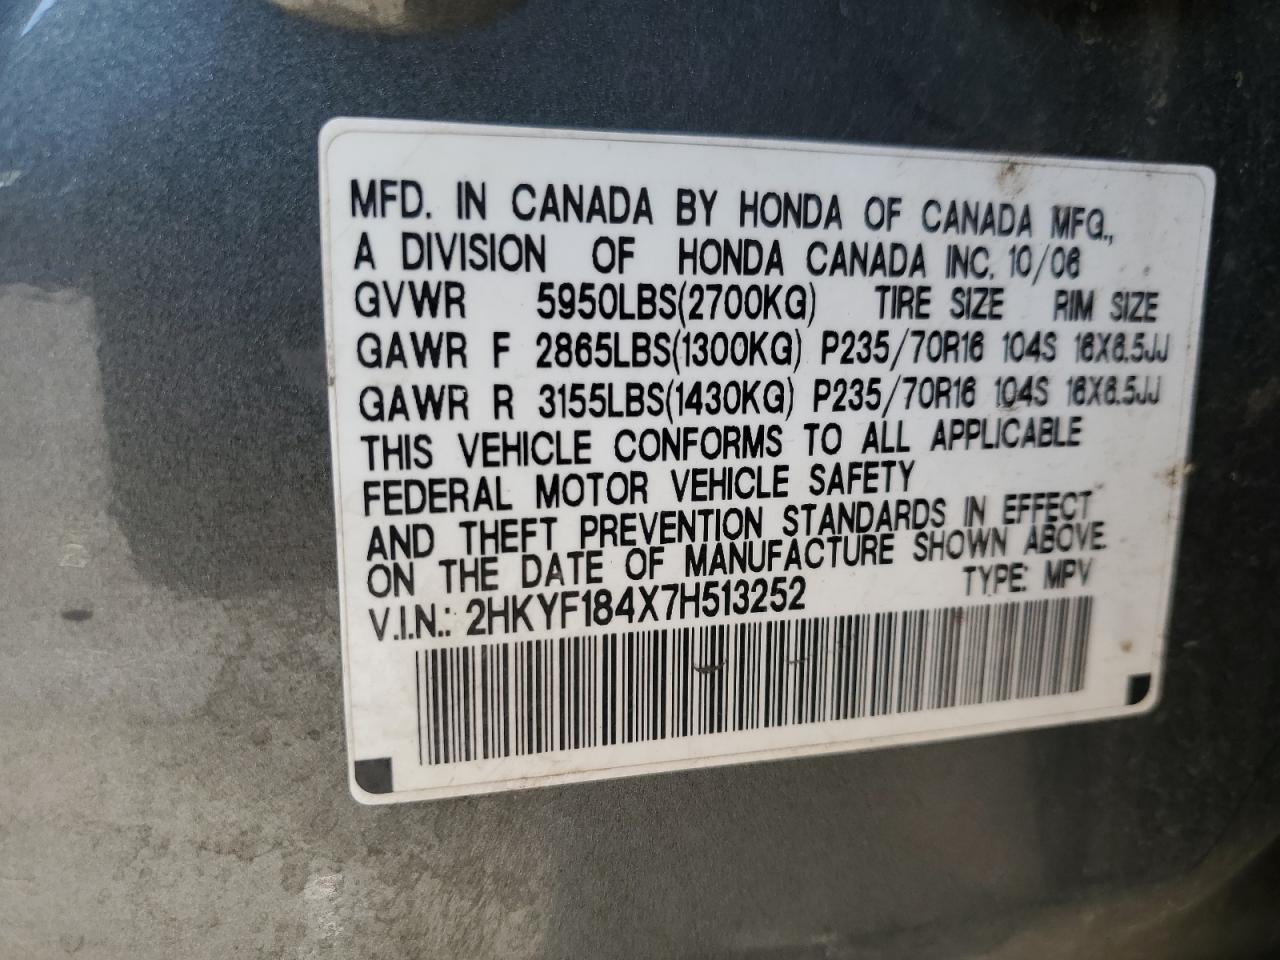 MFD. IN CANADA BY HONDA OF CANADA MFG.,
A DIVISION OF HONDA CANADA INC. 10/06
GVWR 5950LBS(2700KG) TIRE SIZE RIM SIZE
GAWR F 2865LBS(1300KG) P235/70R16 104S 16X6.5JJ
GAWR R 3155LBS(1430KG) P235/70R16 104S 16X6.5JJ
THIS VEHICLE CONFORMS TO ALL APPLICABLE
FEDERAL MOTOR VEHICLE SAFETY
AND THEFT PREVENTION STANDARDS IN EFFECT
ON THE DATE OF MANUFACTURE SHOWN ABOVE
V.I.N.: 2HKYF184X7H513252 TYPE: MPV